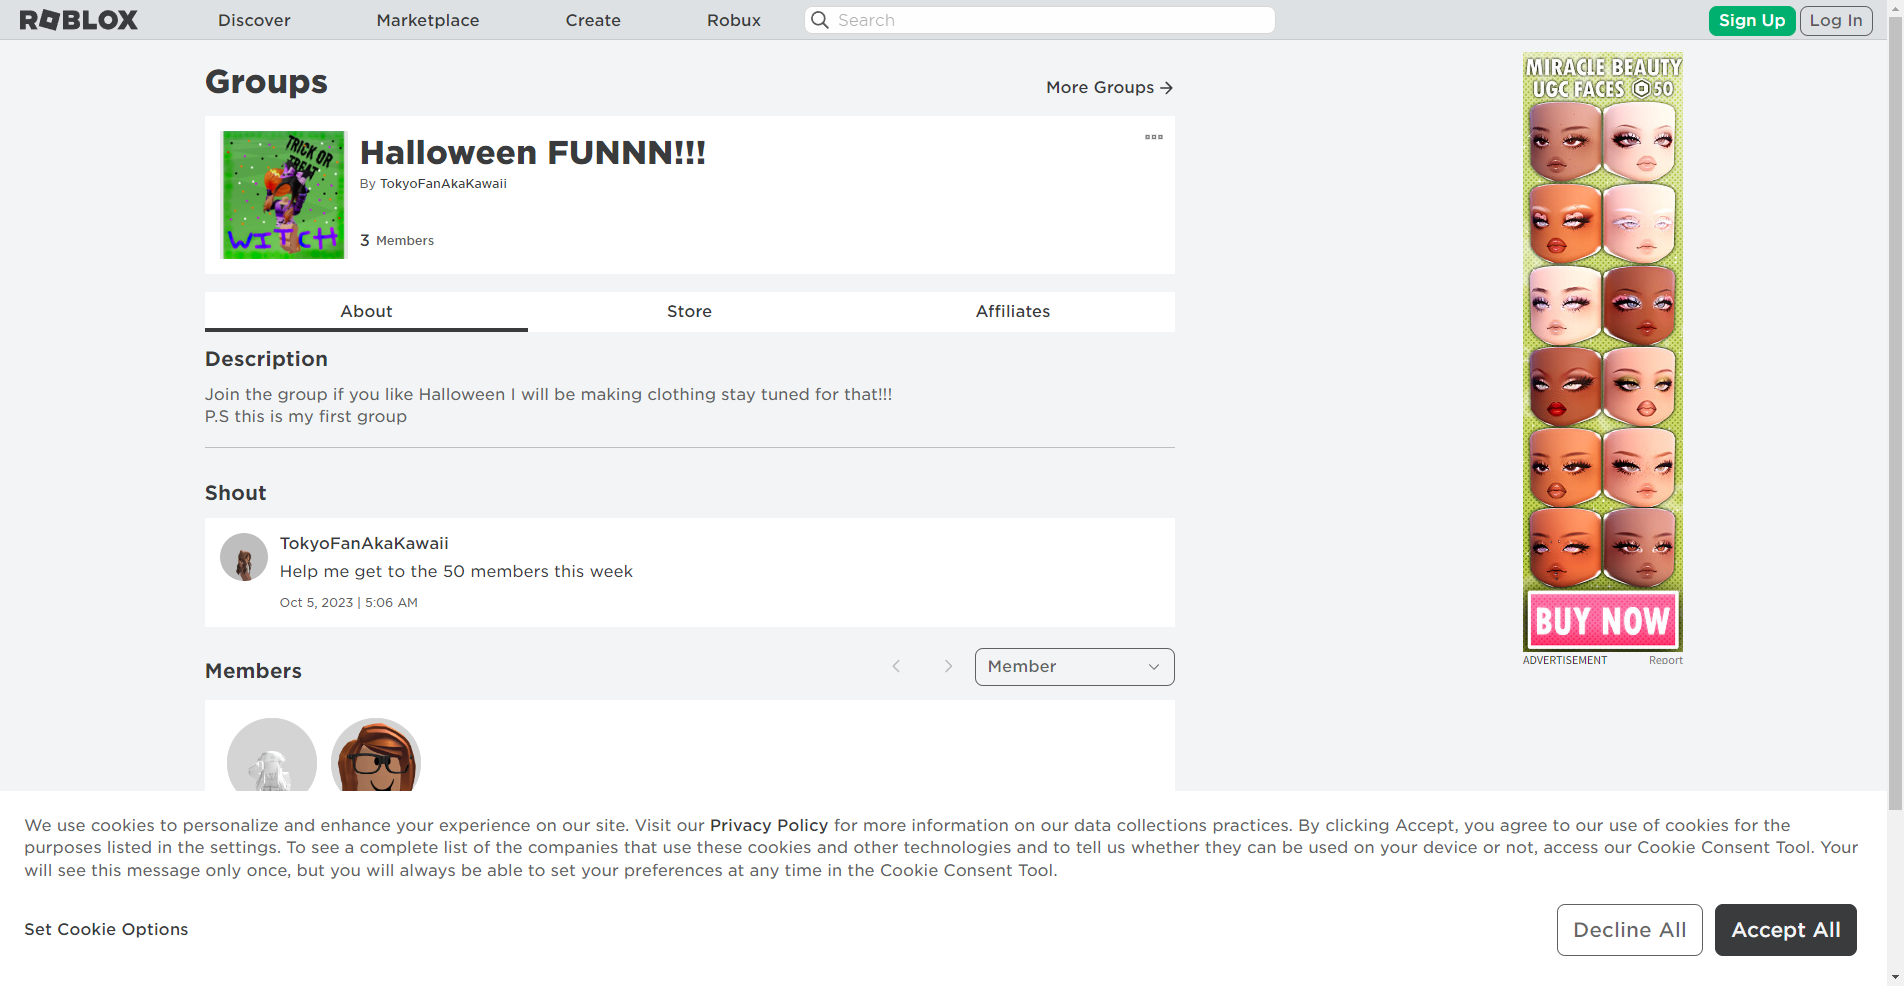 ROBLOX
Discover
Marketplace
Create
Robux
Search
Sign Up
Log In
Groups
More Groups
TRICK OR TREAT
WITCH
Halloween FUNNN!!!
By TokyoFanAkaKawaii
3 Members
About
Store
Affiliates
Description
Join the group if you like Halloween I will be making clothing stay tuned for that!!!
P.S this is my first group
Shout
TokyoFanAkaKawaii
Help me get to the 50 members this week
Oct 5, 2023 | 5:06 AM
Members
Member
MIRACLE BEAUTY
UGC FACES 50
BUY NOW
ADVERTISEMENT
Report
We use cookies to personalize and enhance your experience on our site. Visit our Privacy Policy for more information on our data collections practices. By clicking Accept, you agree to our use of cookies for the
purposes listed in the settings. To see a complete list of the companies that use these cookies and other technologies and to tell us whether they can be used on your device or not, access our Cookie Consent Tool. Your
will see this message only once, but you will always be able to set your preferences at any time in the Cookie Consent Tool.
Set Cookie Options
Decline All
Accept All